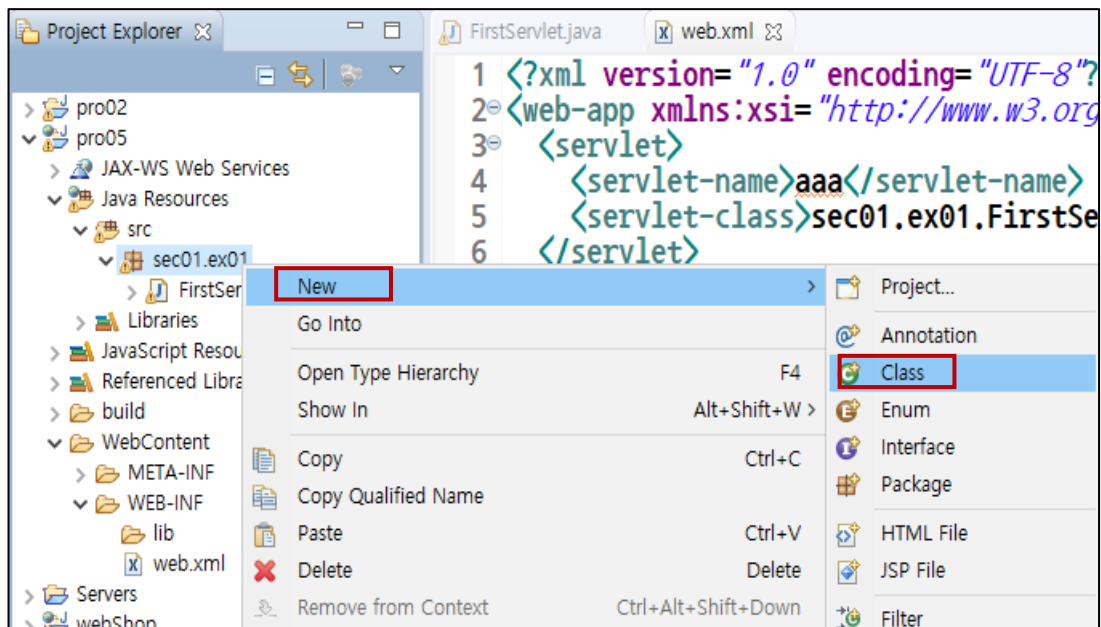 Project Explorer
FirstServlet.java
web.xml
pro02
pro05
JAX-WS Web Services
Java Resources
src
sec01.ex01
FirstSer
Libraries
JavaScript Resou
Referenced Libra
build
WebContent
META-INF
WEB-INF
lib
web.xml
Servers
webShop
1 <?xml version="1.0" encoding="UTF-8"?
2 <web-app xmlns:xsi="http://www.w3.org
3 <servlet>
4 <servlet-name>aaa</servlet-name>
5 <servlet-class>sec01.ex01.FirstSe
6 </servlet>
New >
Go Into
Open Type Hierarchy F4
Show In Alt+Shift+W >
Copy Ctrl+C
Copy Qualified Name
Paste Ctrl+V
Delete Delete
Remove from Context Ctrl+Alt+Shift+Down
Project...
Annotation
Class
Enum
Interface
Package
HTML File
JSP File
Filter